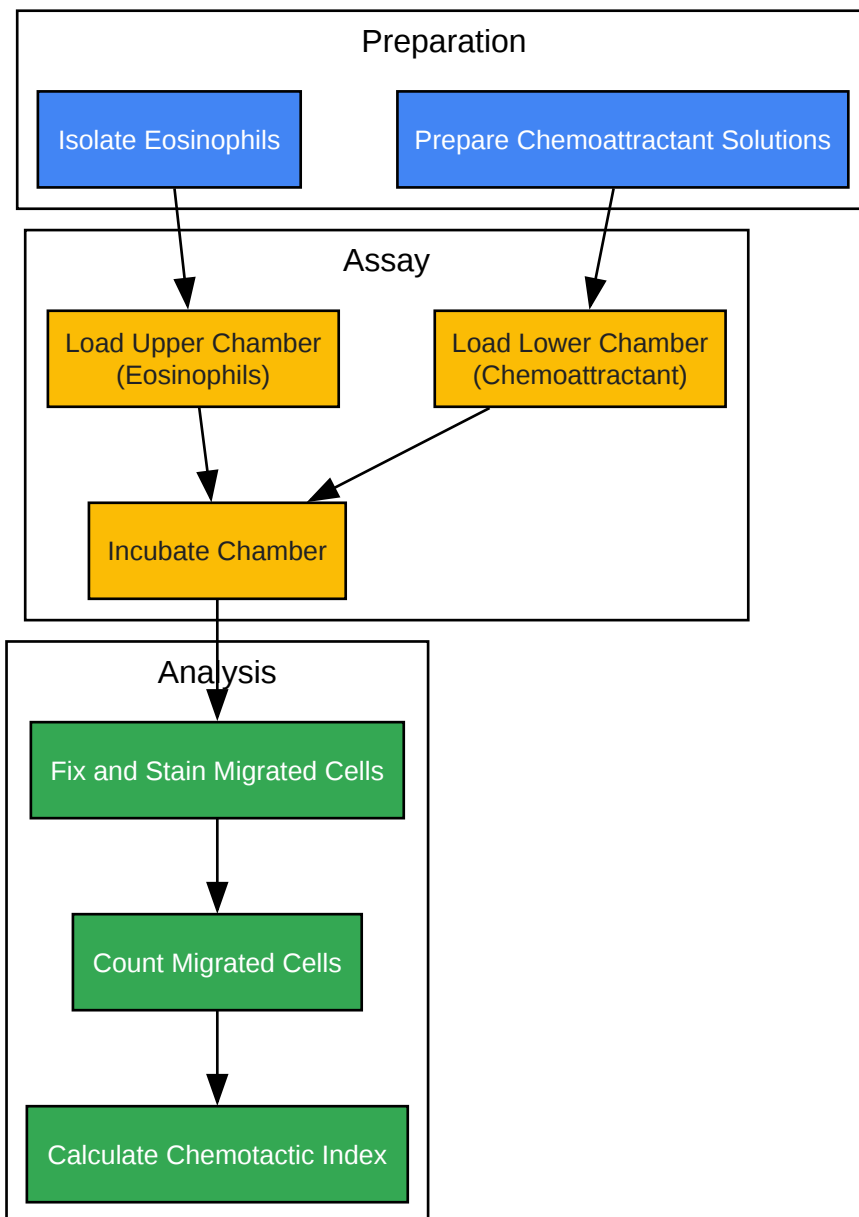 Preparation
Isolate Eosinophils
Prepare Chemoattractant Solutions
Assay
Load Upper Chamber
(Eosinophils)
Load Lower Chamber
(Chemoattractant)
Incubate Chamber
Analysis
Fix and Stain Migrated Cells
Count Migrated Cells
Calculate Chemotactic Index